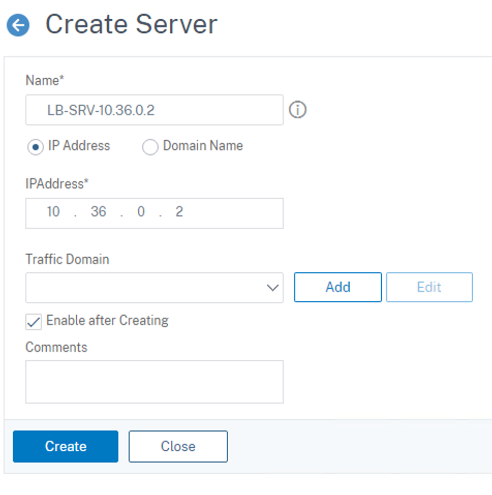 Create Server
Name*
LB-SRV-10.36.0.2
IP Address Domain Name
IPAddress*
10 . 36 . 0 . 2
Traffic Domain
Add Edit
Enable after Creating
Comments
Create Close